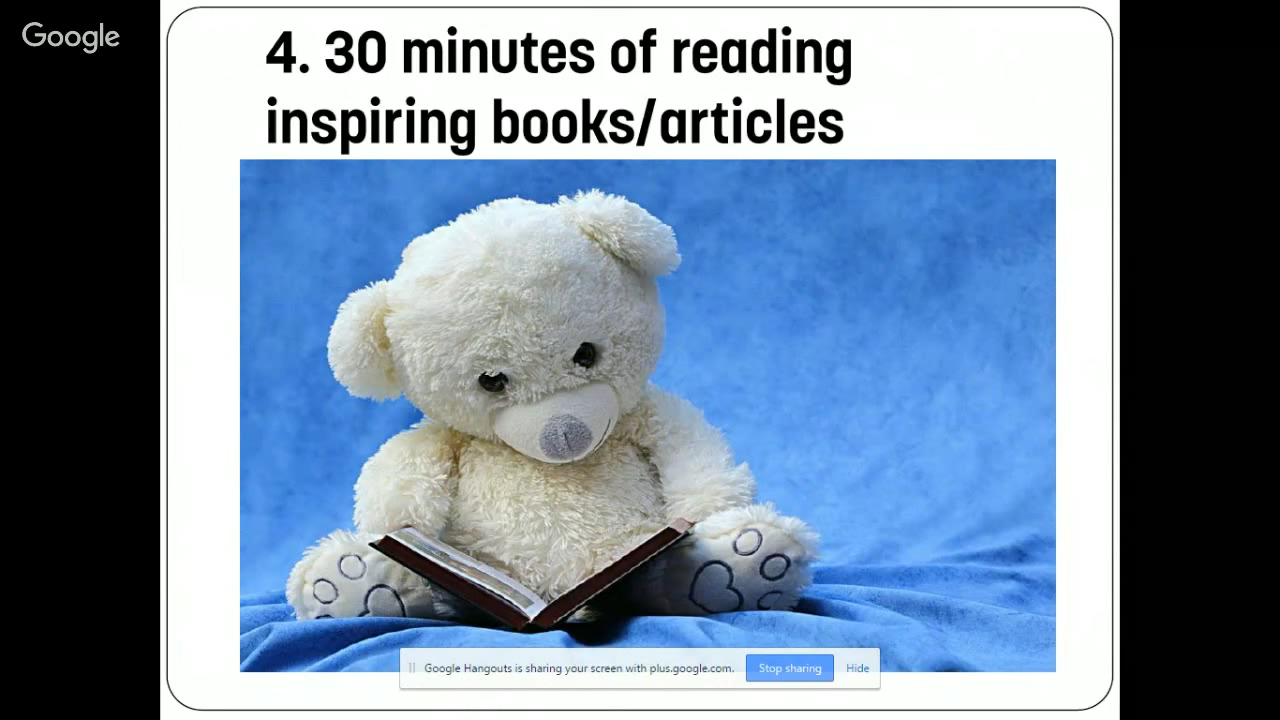 Google
4. 30 minutes of reading
inspiring books/articles
Google Hangouts is sharing your screen with plus.google.com.
Stop sharing
Hide